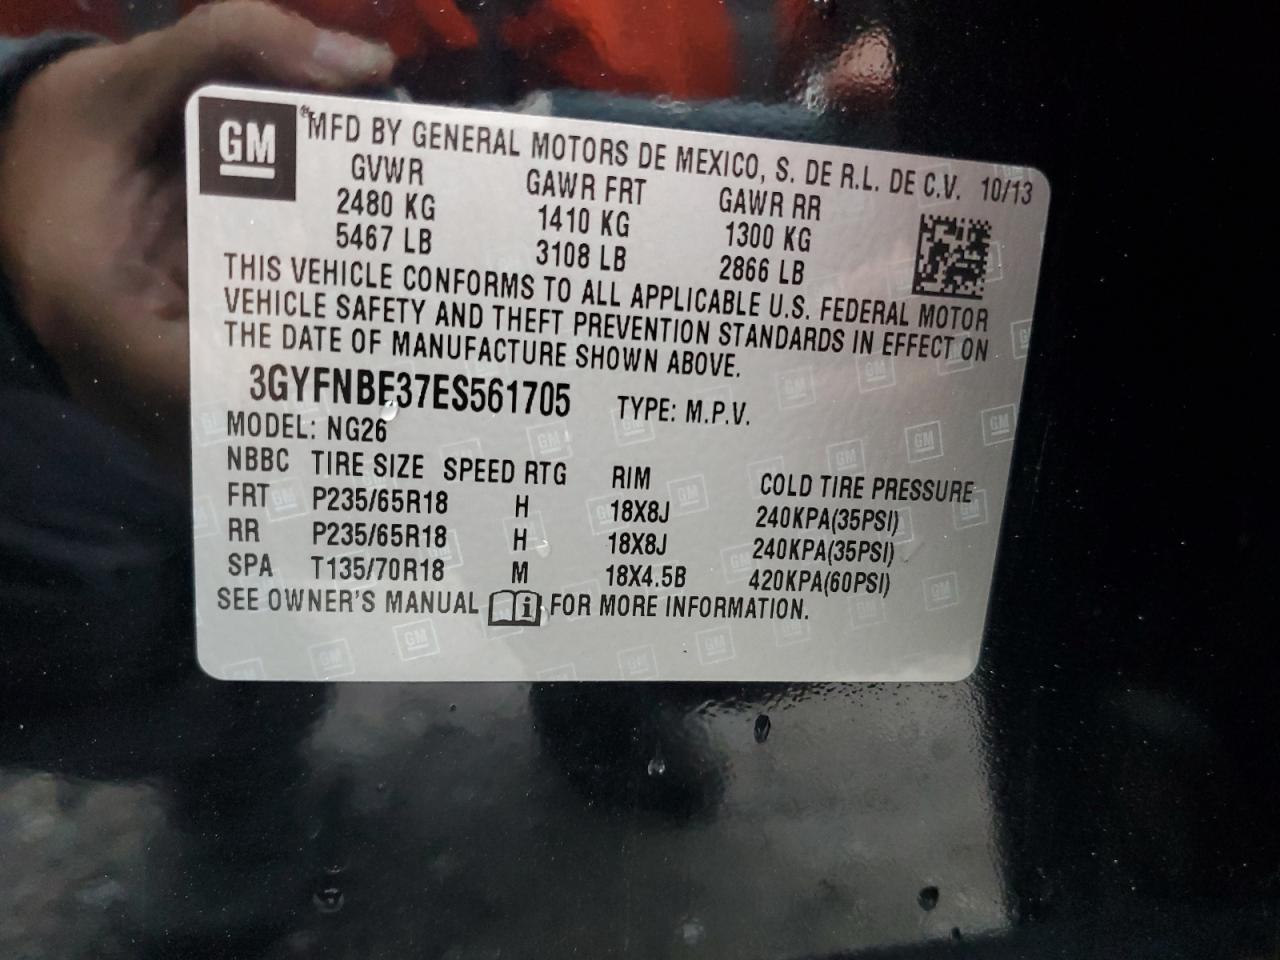 GM
MFD BY GENERAL MOTORS DE MEXICO, S. DE R.L. DE C.V. 10/13
GVWR GAWR FRT GAWR RR
2480 KG 1410 KG 1300 KG
5467 LB 3108 LB 2866 LB
THIS VEHICLE CONFORMS TO ALL APPLICABLE U.S. FEDERAL MOTOR
VEHICLE SAFETY AND THEFT PREVENTION STANDARDS IN EFFECT ON
THE DATE OF MANUFACTURE SHOWN ABOVE.
3GYFNBE37ES561705 TYPE: M.P.V.
MODEL: NG26
NBBC TIRE SIZE SPEED RTG RIM COLD TIRE PRESSURE
FRT P235/65R18 H 18X8J 240KPA(35PSI)
RR P235/65R18 H 18X8J 240KPA(35PSI)
SPA T135/70R18 M 18X4.5B 420KPA(60PSI)
SEE OWNER'S MANUAL i FOR MORE INFORMATION.